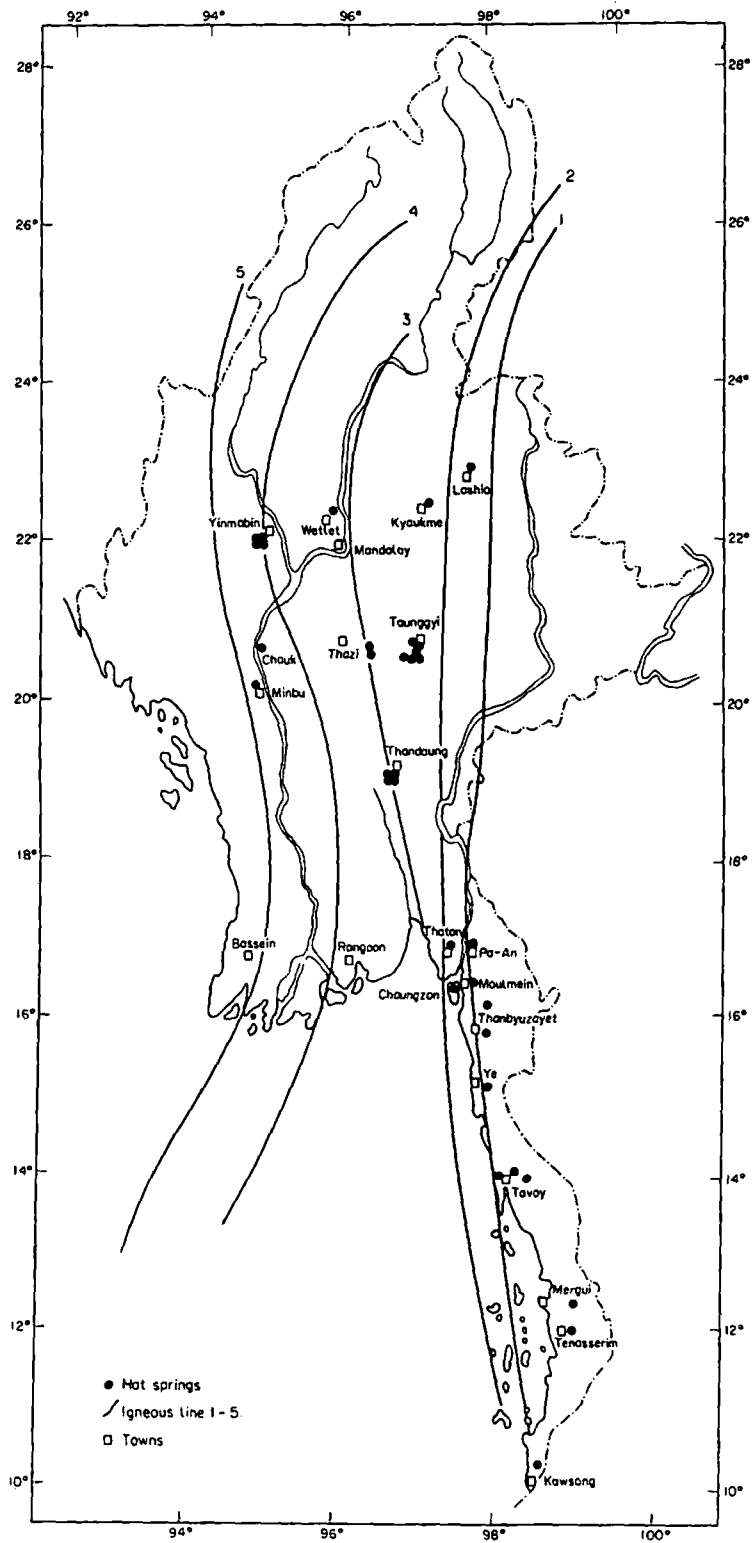 92° 94° 96° 98° 100°
28° 28°
2
1
26° 4 26°
5
3
24° 24°
Lashio
Yinmabin Wetlet Kyaukme
22° Mandalay 22°
Taunggyi
Chauk Thazi
20° Minbu 20°
Thandaung
18° 18°
Bassein Rangoon Thaton Pa-An
Chaungzon Moulmein
16° Thanbyuzayet 16°
Ye
14° Tavoy 14°
Mergui
12° Tenasserim 12°
Hot springs
Igneous line 1-5.
Towns
10° Kawsong 10°
94° 96° 98° 100°